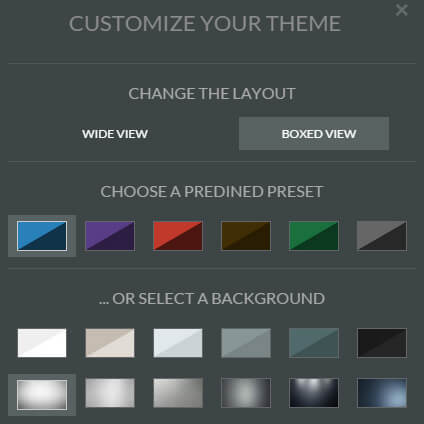 CUSTOMIZE YOUR THEME
CHANGE THE LAYOUT
WIDE VIEW
BOXED VIEW
CHOOSE A PREDINED PRESET
... OR SELECT A BACKGROUND